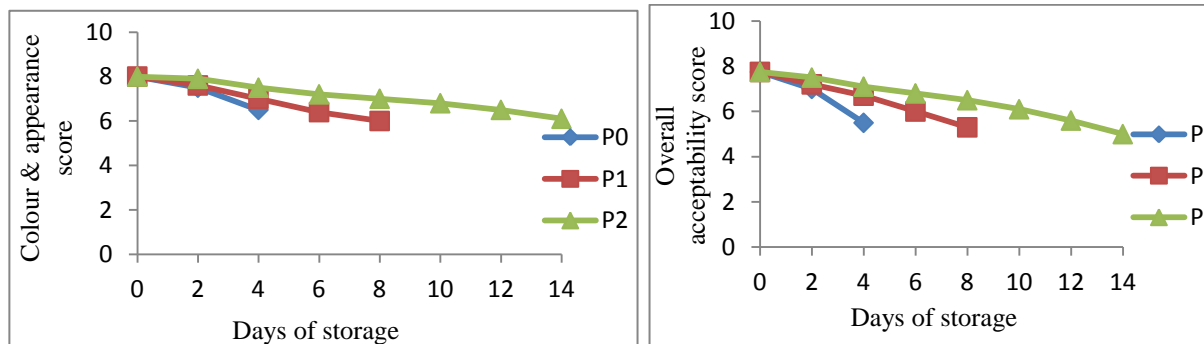 10
8
6
4
2
0
Colour & appearance
score
0 2 4 6 8 10 12 14
Days of storage
P0
P1
P2
10
8
6
4
2
0
Overall
acceptability score
0 2 4 6 8 10 12 14
Days of storage
P
P
P